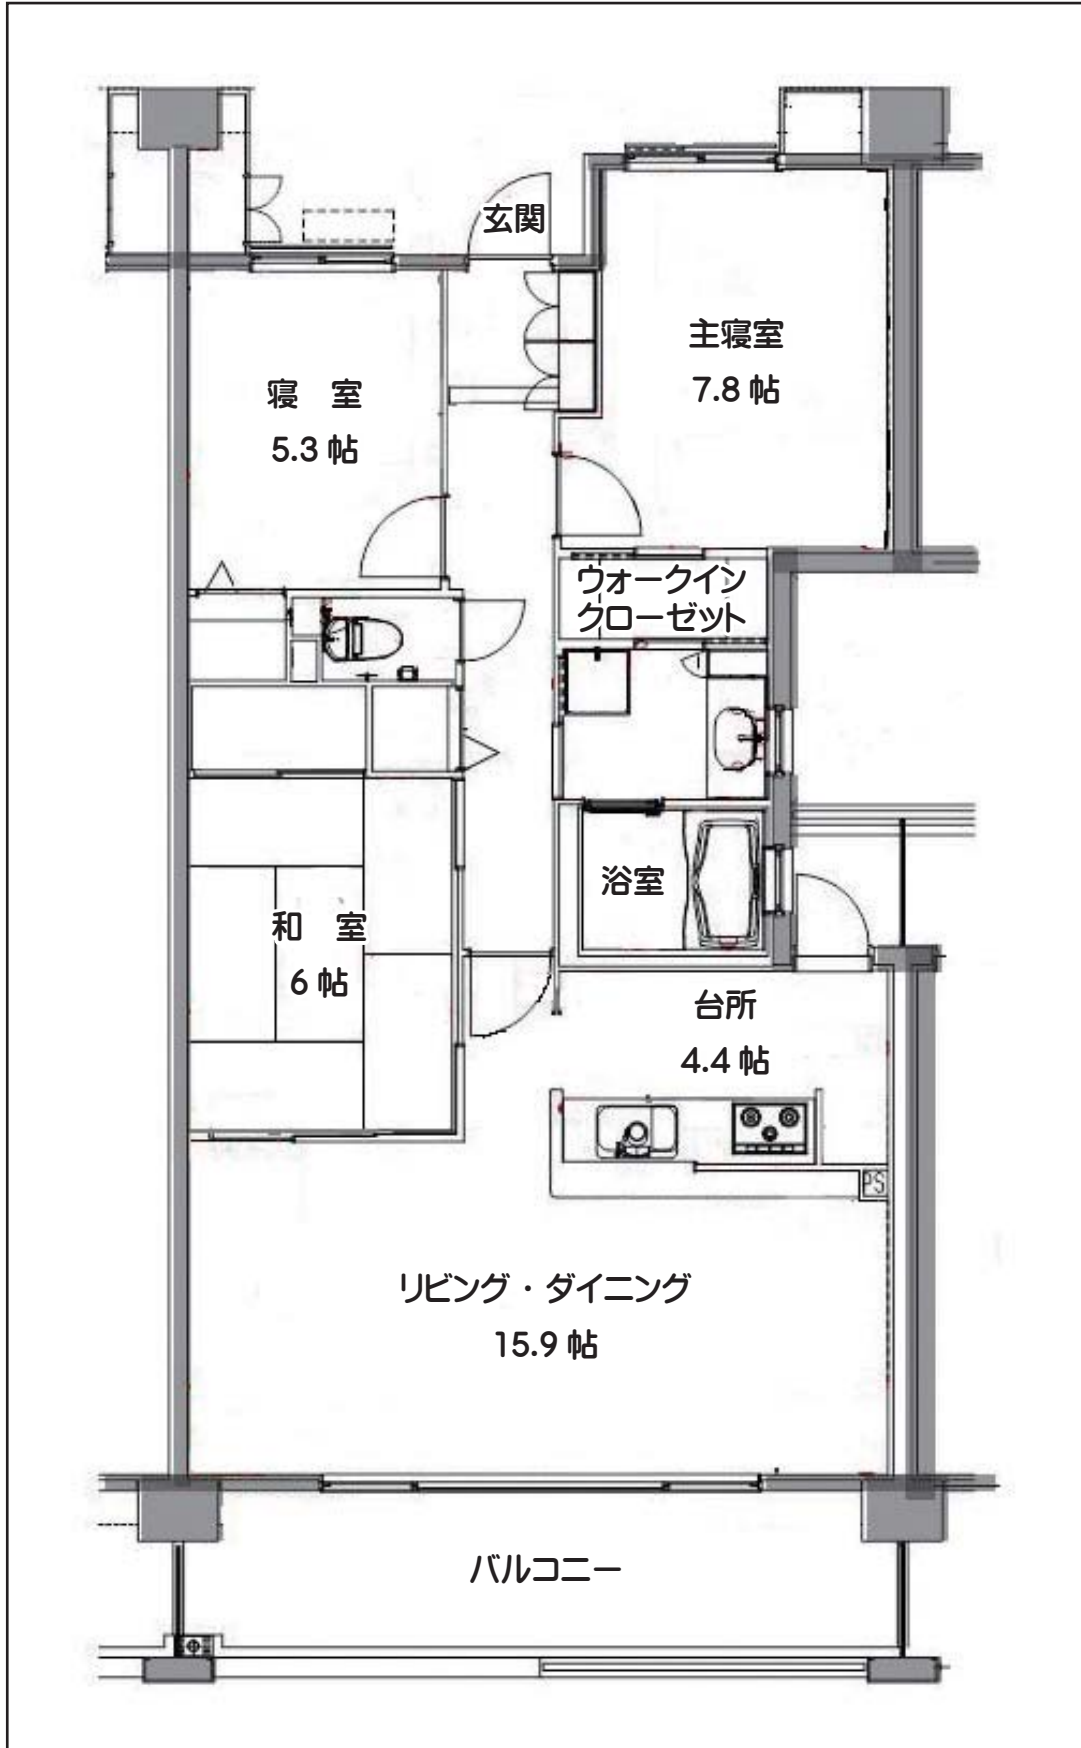 玄関
主寝室
7.8 帖
寝 室
5.3 帖
ウォークイン
クローゼット
浴室
和 室
6 帖
台所
4.4 帖
PS
リビング・ダイニング
15.9 帖
バルコニー